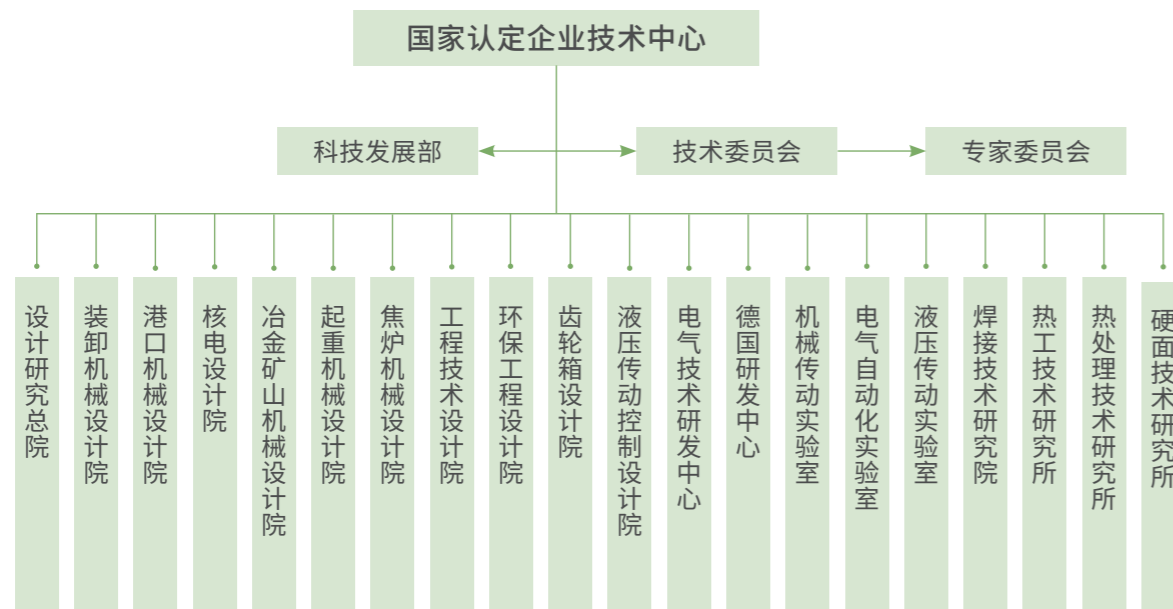 国家认定企业技术中心
科技发展部
技术委员会
专家委员会
设计研究总院
装卸机械设计院
港口机械设计院
核电设计院
冶金矿山机械设计院
起重机械设计院
焦炉机械设计院
工程技术设计院
环保工程设计院
齿轮箱设计院
液压传动控制设计院
电气技术研发中心
德国研发中心
机械传动实验室
电气自动化实验室
液压传动实验室
焊接技术研究院
热工技术研究所
热处理技术研究所
硬面技术研究所